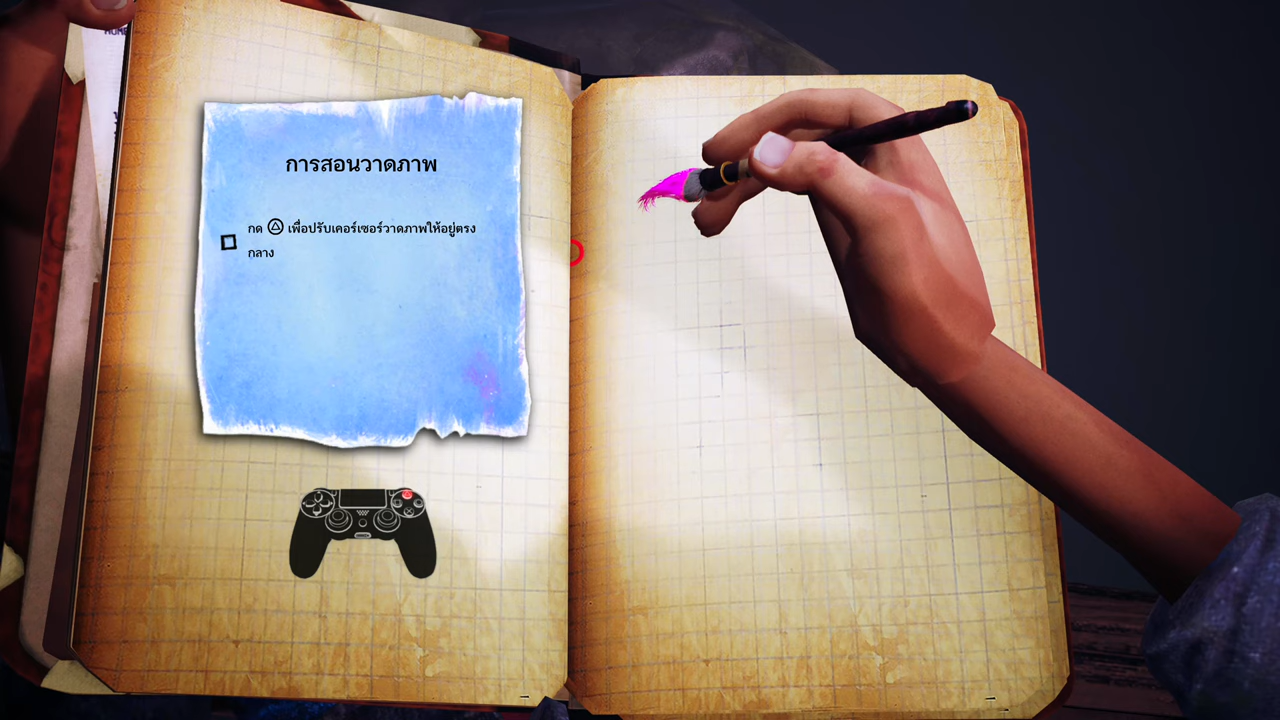 การสอนวาดภาพ
กด △ เพื่อปรับเคอร์เซอร์วาดภาพให้อยู่ตรง
กลาง